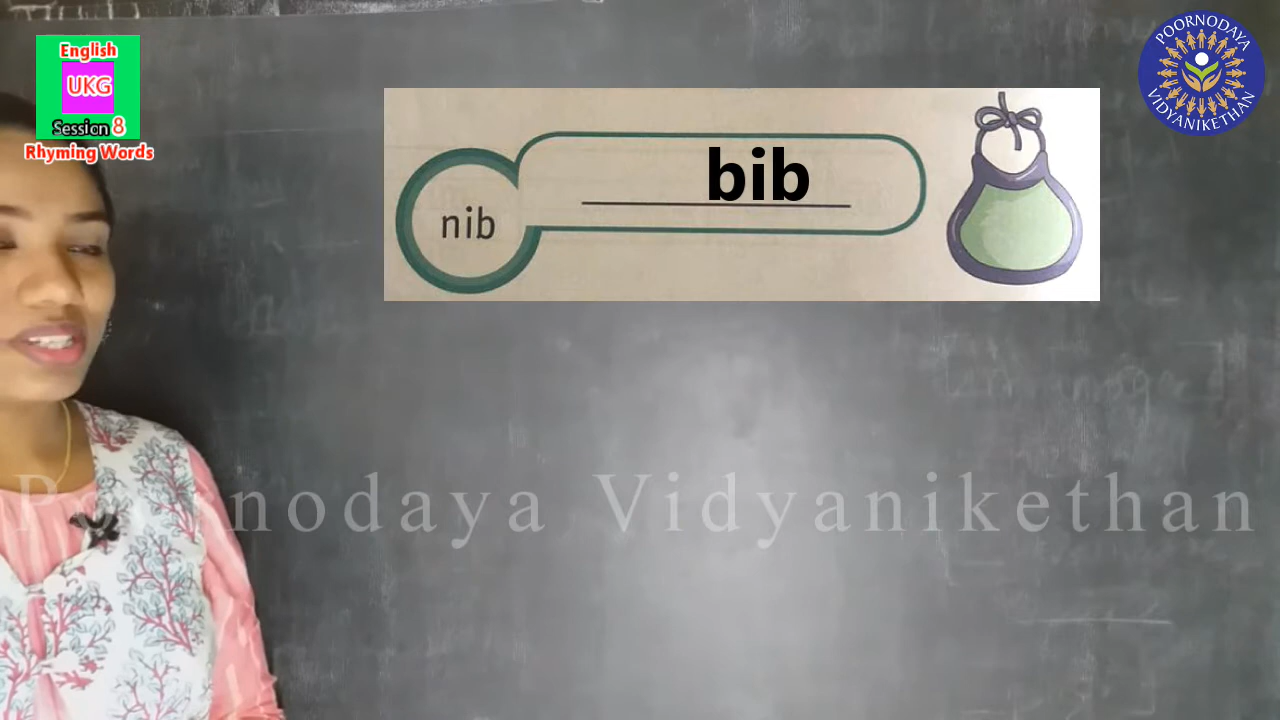 English
UKG
Session 8
Rhyming Words
POORNODAYA
VIDYANIKETHAN
bib
nib
Poornodaya Vidyanikethan